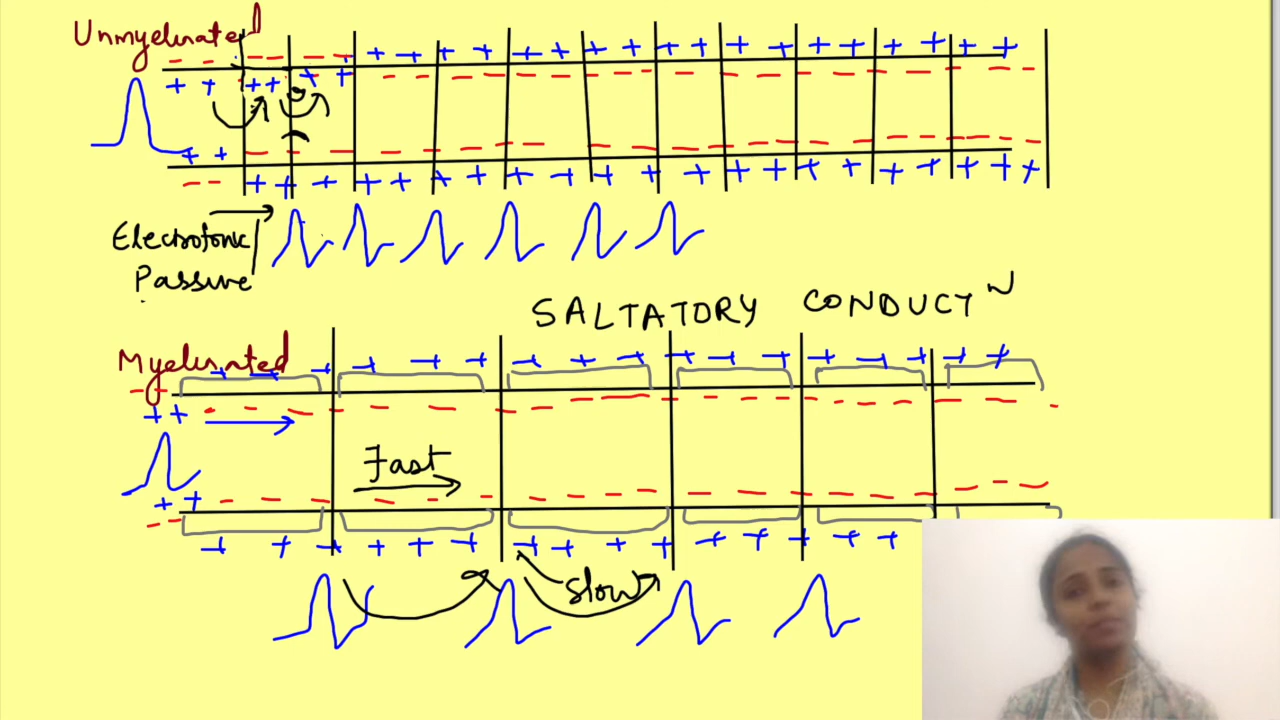 Unmyelinated
Electrotonic
Passive
SALTATORY CONDUCTN
Myelinated
Fast
Slow